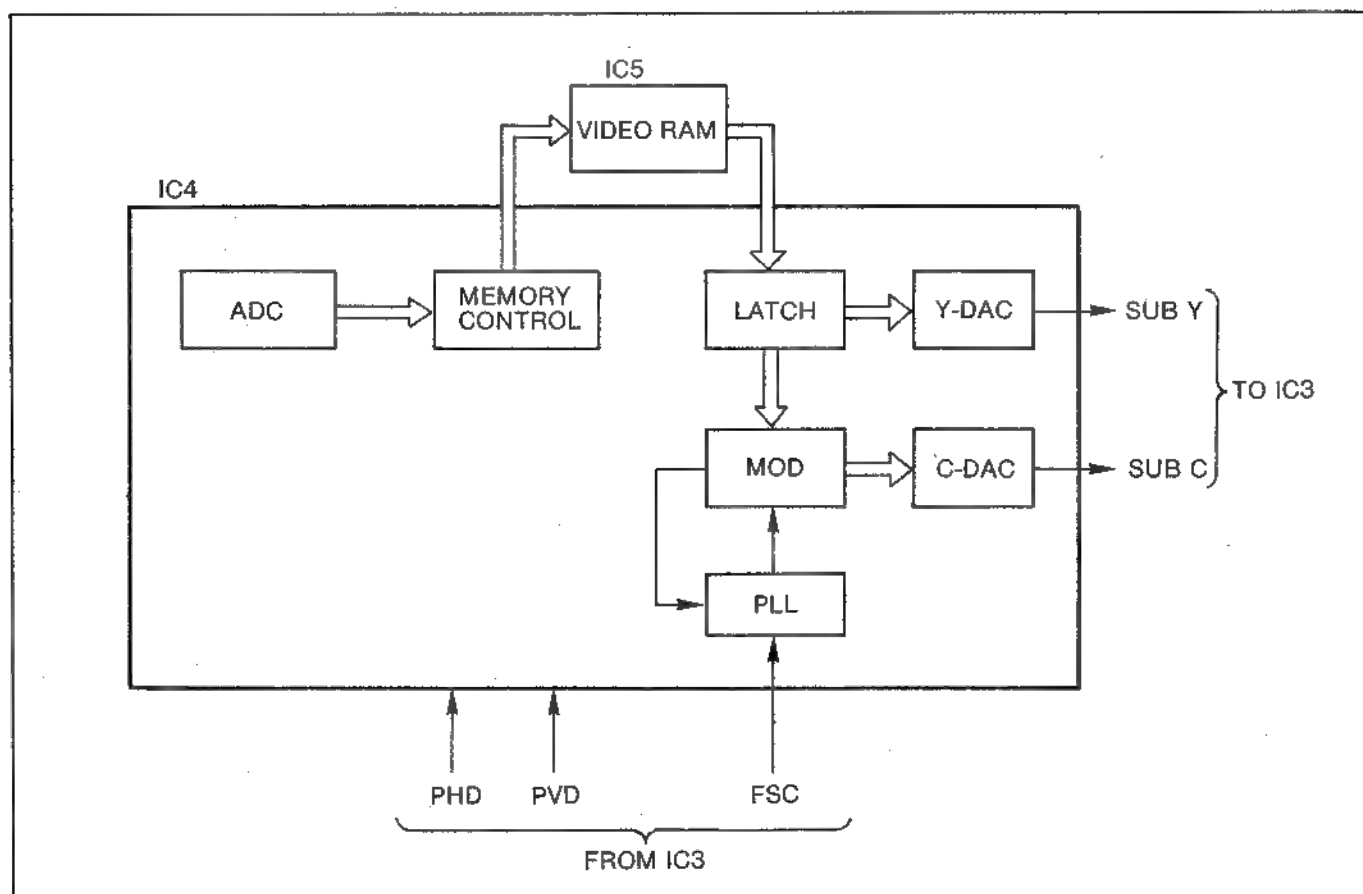 IC5
VIDEO RAM
IC4
ADC
MEMORY
CONTROL
LATCH
Y-DAC
SUB Y
TO IC3
MOD
C-DAC
SUB C
PLL
PHD
PVD
FSC
FROM IC3